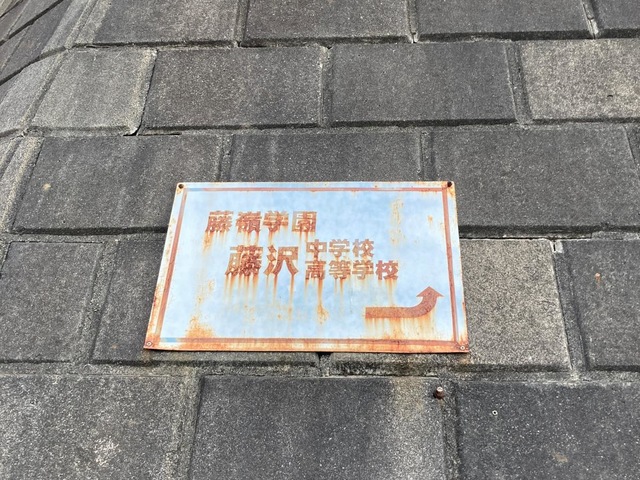 藤嶺学園
藤沢
中学校
高等学校